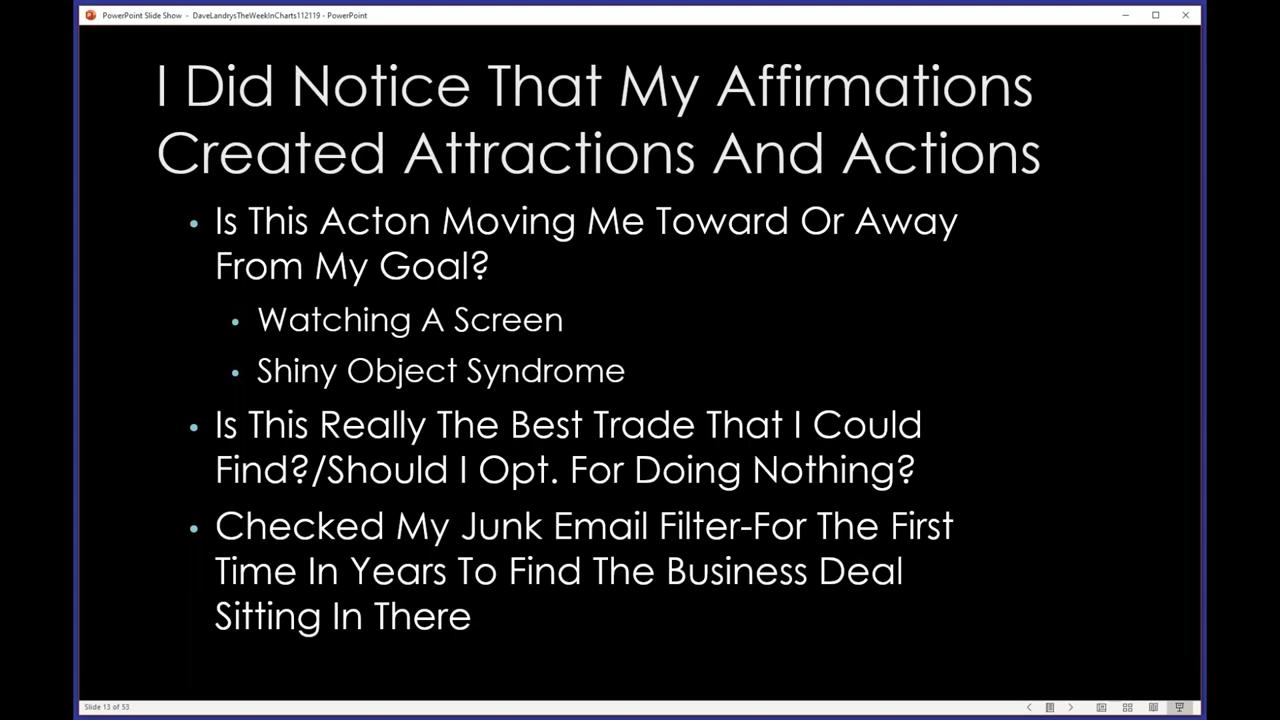 PowerPoint Slide Show - DaveLandrysTheWeekInCharts112119 - PowerPoint
I Did Notice That My Affirmations
Created Attractions And Actions
• Is This Acton Moving Me Toward Or Away
From My Goal?
• Watching A Screen
• Shiny Object Syndrome
• Is This Really The Best Trade That I Could
Find?/Should I Opt. For Doing Nothing?
• Checked My Junk Email Filter-For The First
Time In Years To Find The Business Deal
Sitting In There
Slide 13 of 53